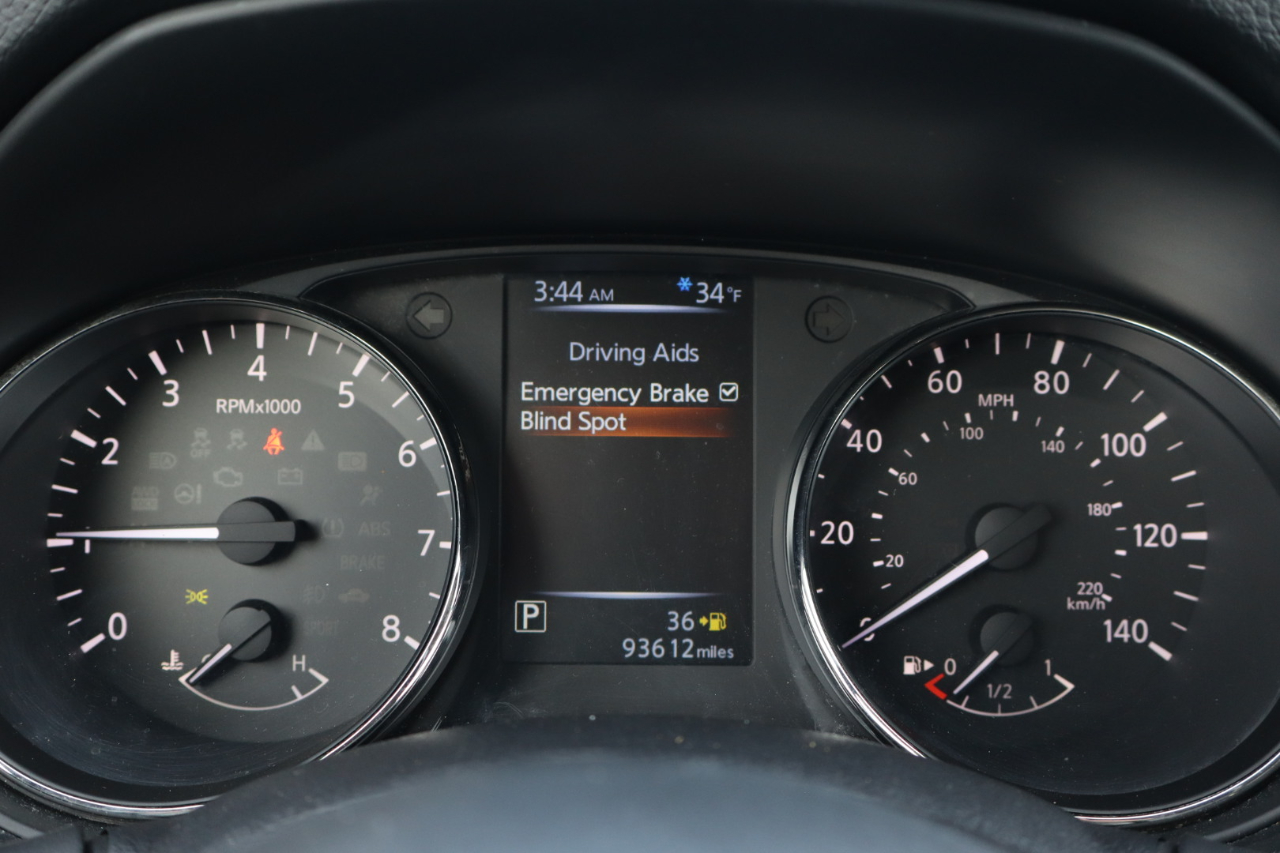 3:44 AM 34°F
Driving Aids
Emergency Brake
Blind Spot
P
36
93612 miles
0
1
2
3
4
5
6
7
8
RPMx1000
OFF
ABS
BRAKE
SPORT
H
0
20
40
60
80
100
120
140
MPH
20
60
100
140
180
220
km/h
0
1/2
1